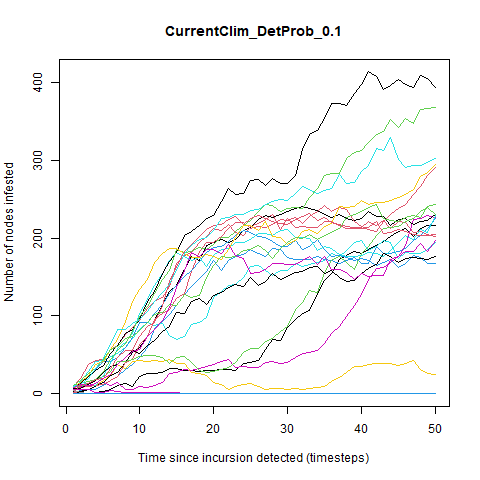 CurrentClim_DetProb_0.1
Number of nodes infested
400
300
200
100
0
0 10 20 30 40 50
Time since incursion detected (timesteps)